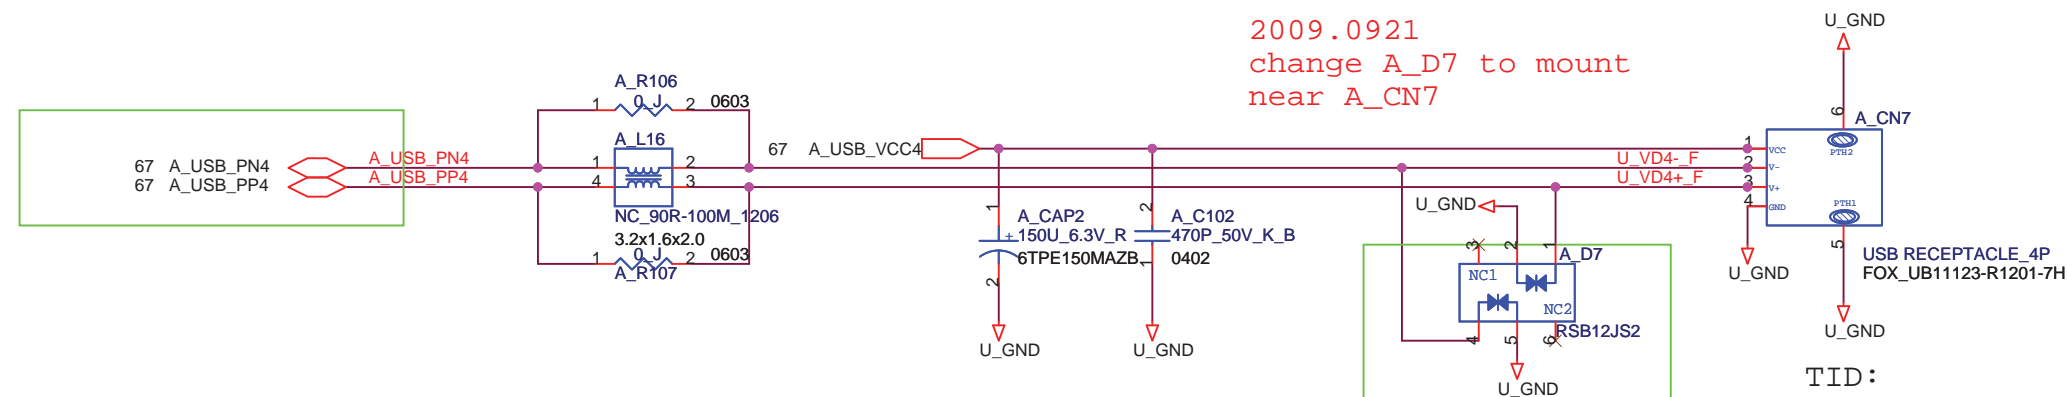 2009.0921
change A_D7 to mount
near A_CN7
U_GND
6
A_CN7
A_R106
1 0_J 2 0603
A_L16
67 A_USB_PN4 A_USB_PN4 1 2
67 A_USB_PP4 A_USB_PP4 4 3
NC_90R-100M_1206
3.2x1.6x2.0
1 0_J 2 0603
A_R107
67 A_USB_VCC4
1 VCC PTH2
U_VD4-_F 2 V-
U_VD4+_F 3 V+
4 GND PTH1
5
U_GND
USB RECEPTACLE_4P
FOX_UB11123-R1201-7H
U_GND
1 A_CAP2
+ 150U_6.3V_R
6TPE150MAZB
2
U_GND
2 A_C102
470P_50V_K_B
1 0402
U_GND
U_GND
3 2 1
A_D7
NC1
NC2
RSB12JS2
4 5 6
U_GND
TID: